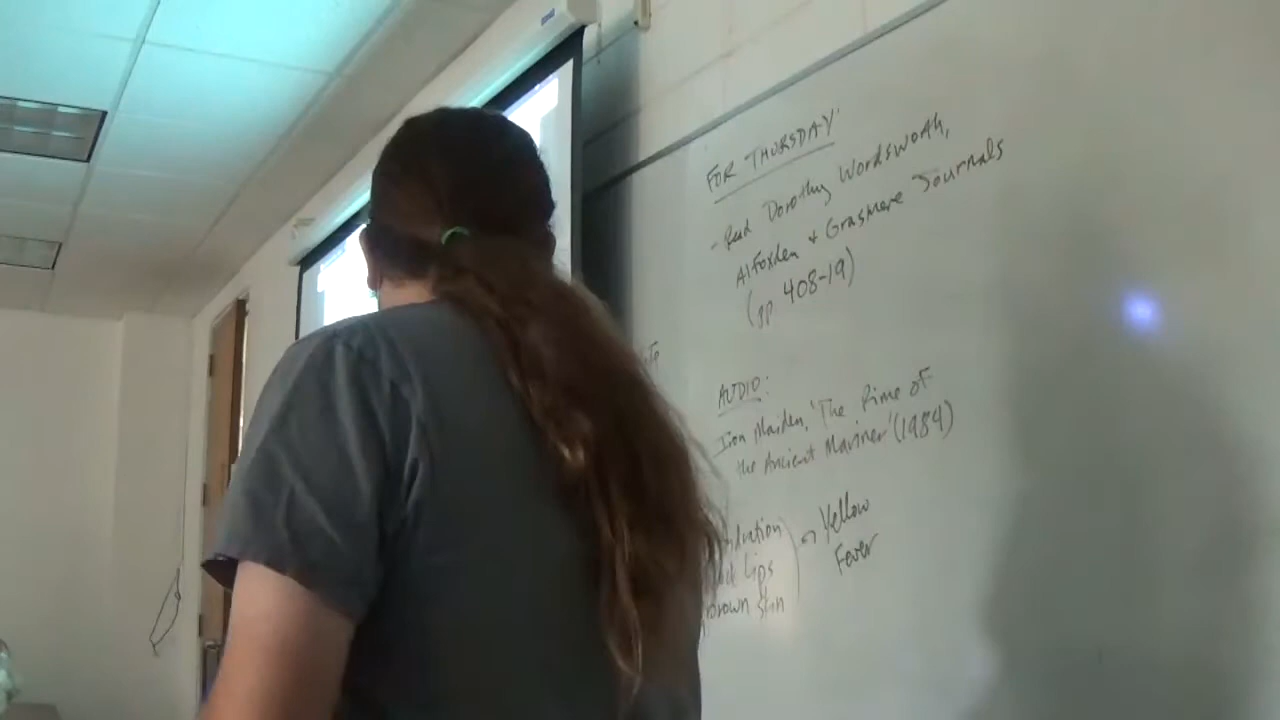 FOR THURSDAY
- Read Dorothy Wordsworth,
Alfoxden + Grasmere Journals
(pp 408-19)
AUDIO:
Iron Maiden, 'The Rime of
the Ancient Mariner' (1984)
Yellow
Fever
lips
brown skin